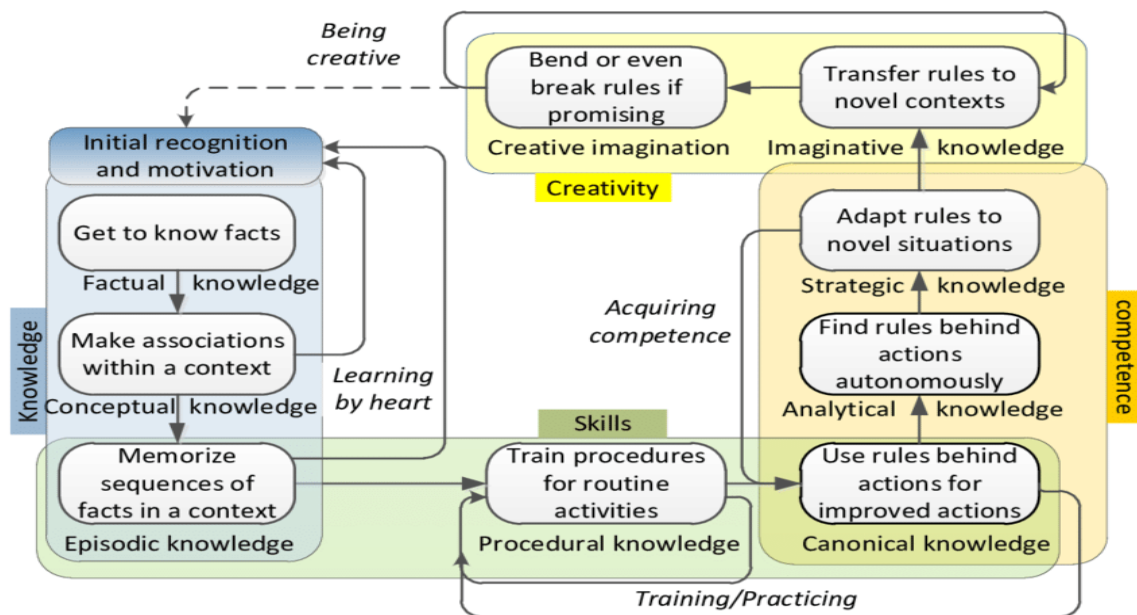 Being
creative
Bend or even
break rules if
promising
Creative imagination
Transfer rules to
novel contexts
Imaginative knowledge
Creativity
Initial recognition
and motivation
Get to know facts
Factual knowledge
Make associations
within a context
Conceptual knowledge
Memorize
sequences of
facts in a context
Episodic knowledge
Knowledge
Learning
by heart
Skills
Train procedures
for routine
activities
Procedural knowledge
Acquiring
competence
Adapt rules to
novel situations
Strategic knowledge
Find rules behind
actions
autonomously
Analytical knowledge
Use rules behind
actions for
improved actions
Canonical knowledge
competence
Training/Practicing